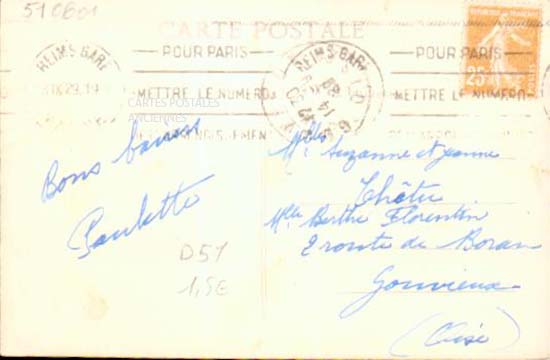 510601
CARTE POSTALE
REIMS GARE
POUR PARIS
METTRE LE NUMERO
REIMS GARE
POUR PARIS
METTRE LE NUMERO
25
CARTES POSTALES
ANCIENNES
Bons baisers
Paulette
D51
1,5€
Mlles Suzanne et Jeanne
Mlle Berthe Florentin
2 route de Boran
Gouvieux
(Oise)